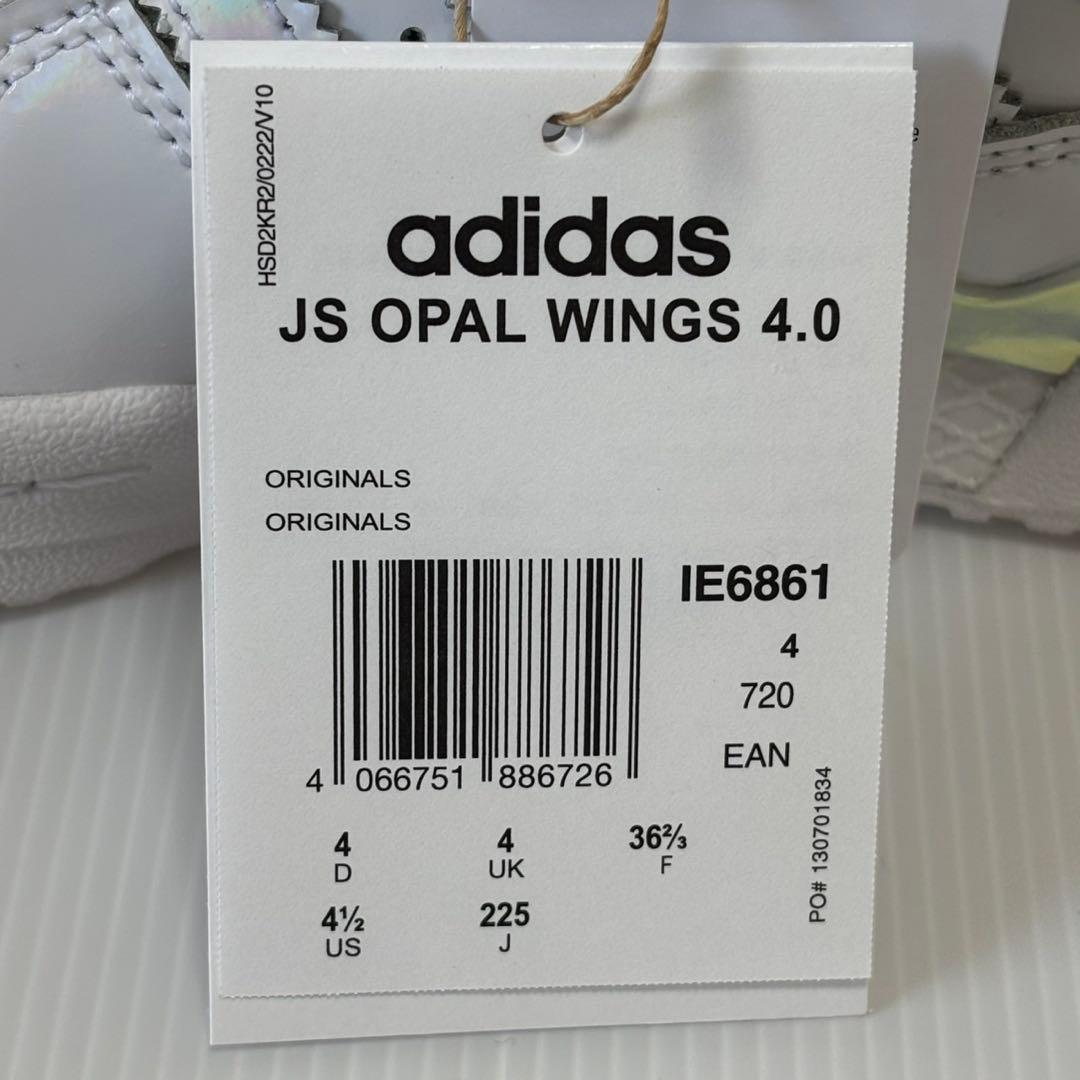 HSD2KR2/0222/V10
adidas
JS OPAL WINGS 4.0
ORIGINALS
ORIGINALS
IE6861
4
720
EAN
4 066751 886726
4 4 36⅔
D UK F
4½ 225
US J
PO# 130701834